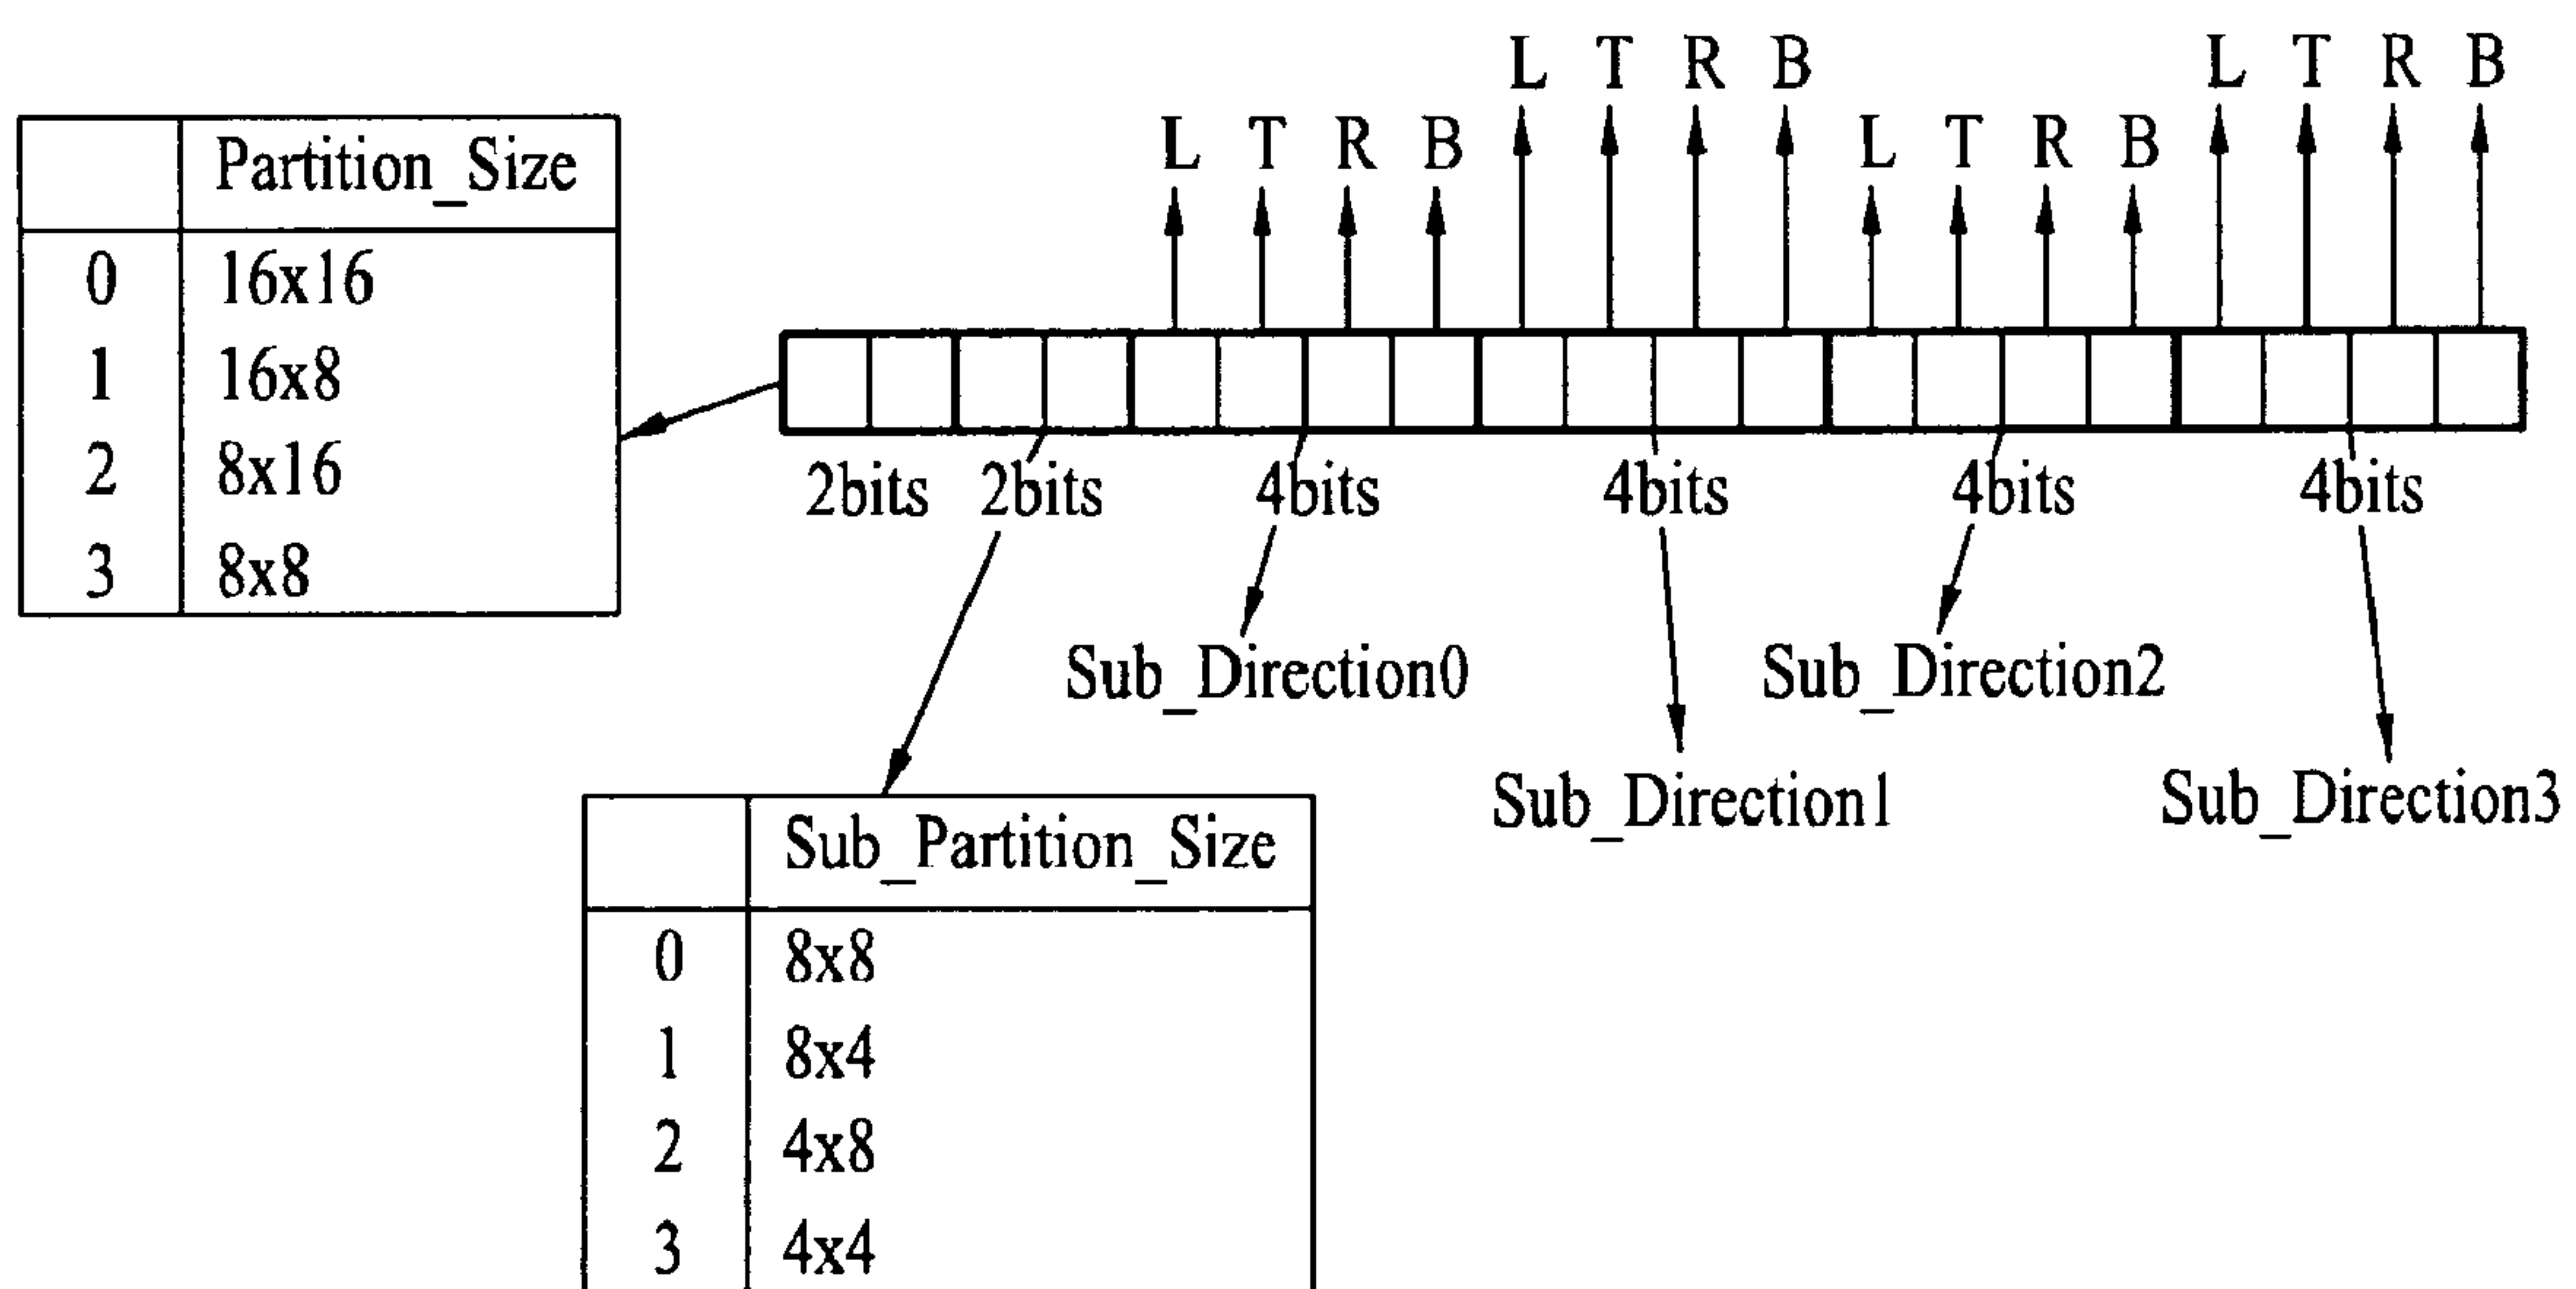 L T R B L T R B
L T R B L T R B
Partition_Size
0 16x16
1 16x8
2 8x16
3 8x8
2bits 2bits 4bits 4bits 4bits 4bits
Sub_Direction0 Sub_Direction2
Sub_Direction1 Sub_Direction3
Sub_Partition_Size
0 8x8
1 8x4
2 4x8
3 4x4